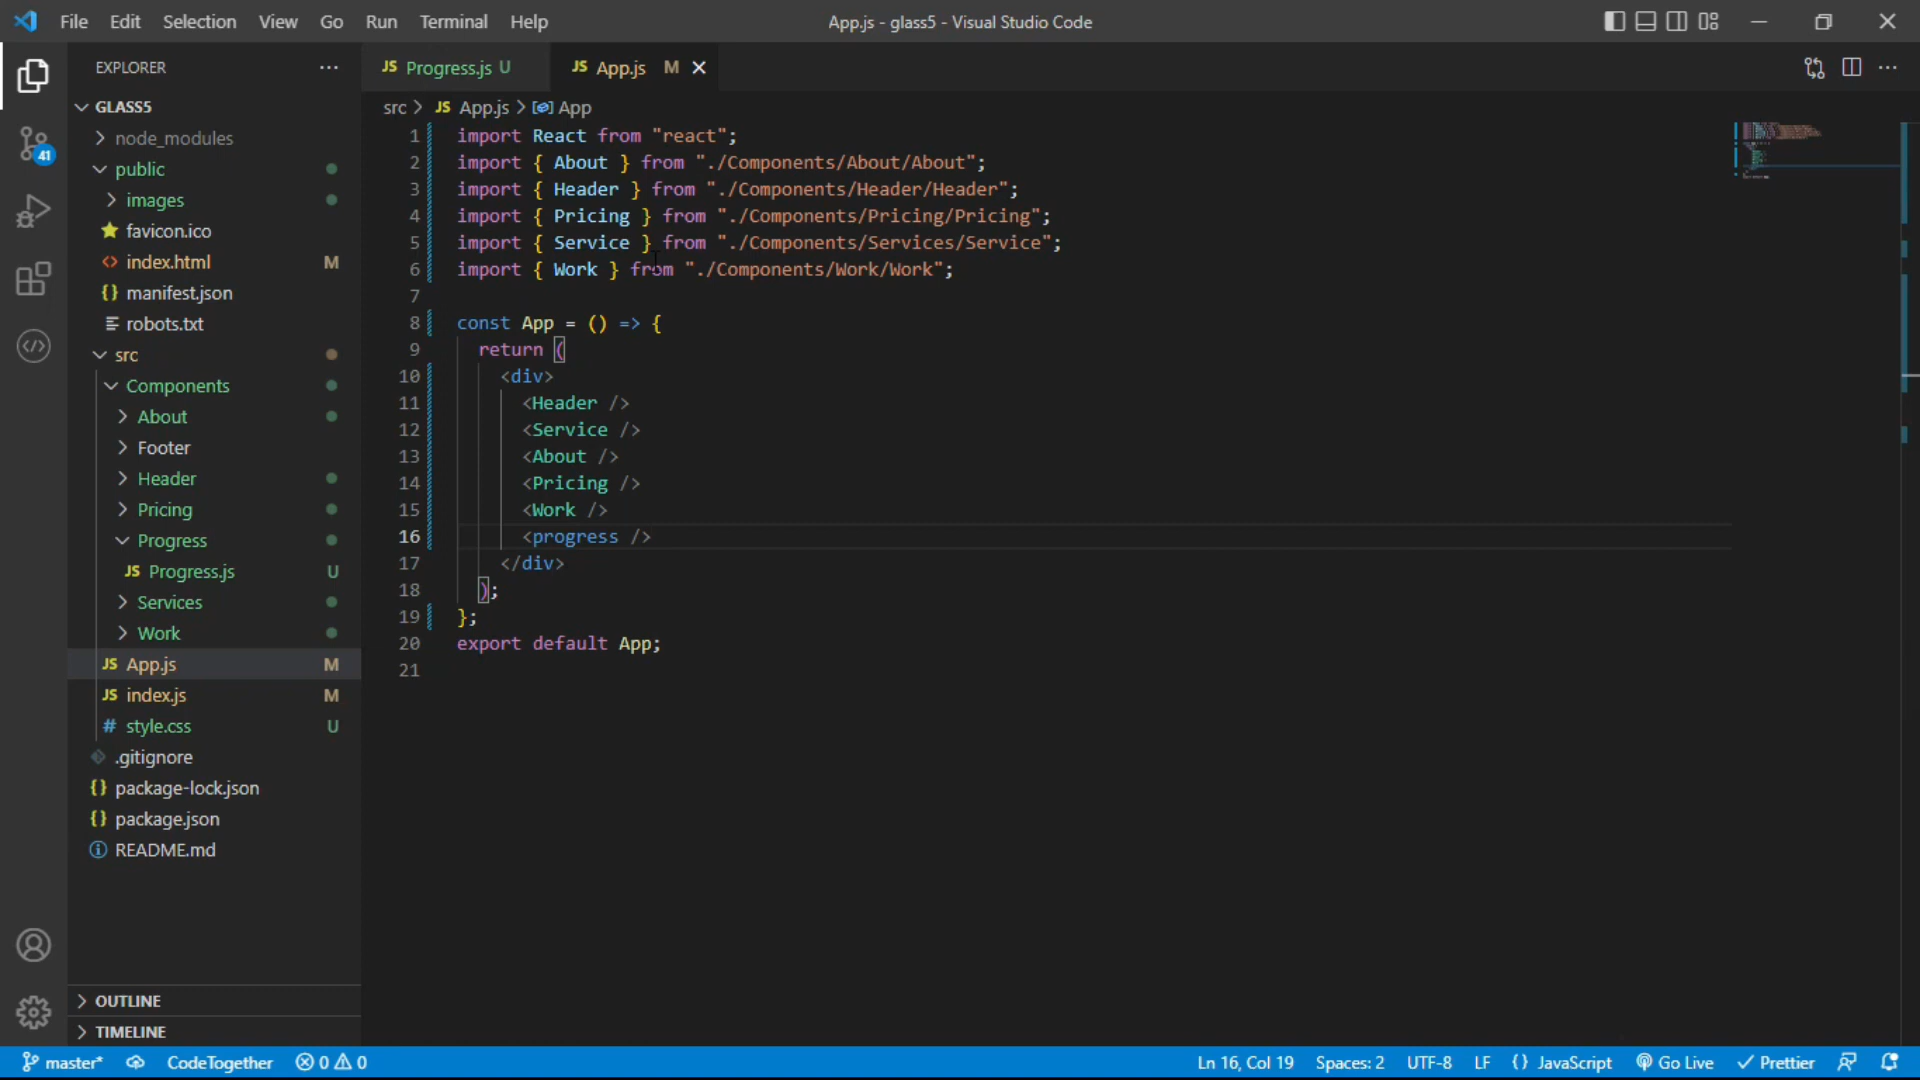 File Edit Selection View Go Run Terminal Help
App.js - glass5 - Visual Studio Code
EXPLORER
GLASS5
node_modules
public
images
favicon.ico
index.html M
manifest.json
robots.txt
src
Components
About
Footer
Header
Pricing
Progress
JS Progress.js U
Services
Work
JS App.js M
JS index.js M
# style.css U
.gitignore
{} package-lock.json
{} package.json
README.md
OUTLINE
TIMELINE
41
JS Progress.js U
JS App.js M
src > JS App.js > App
1 import React from "react";
2 import { About } from "./Components/About/About";
3 import { Header } from "./Components/Header/Header";
4 import { Pricing } from "./Components/Pricing/Pricing";
5 import { Service } from "./Components/Services/Service";
6 import { Work } from "./Components/Work/Work";
7
8 const App = () => {
9 return (
10 <div>
11 <Header />
12 <Service />
13 <About />
14 <Pricing />
15 <Work />
16 <progress />
17 </div>
18 );
19 };
20 export default App;
21
master* CodeTogether 0 0 Ln 16, Col 19 Spaces: 2 UTF-8 LF {} JavaScript Go Live Prettier